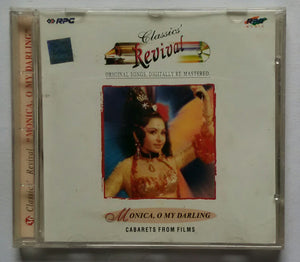 RPG
Classics
Revival
ORIGINAL SONGS, DIGITALLY RE-MASTERED
MONICA, O MY DARLING
CABARETS FROM FILMS
Classics Revival "MONICA, O MY DARLING"